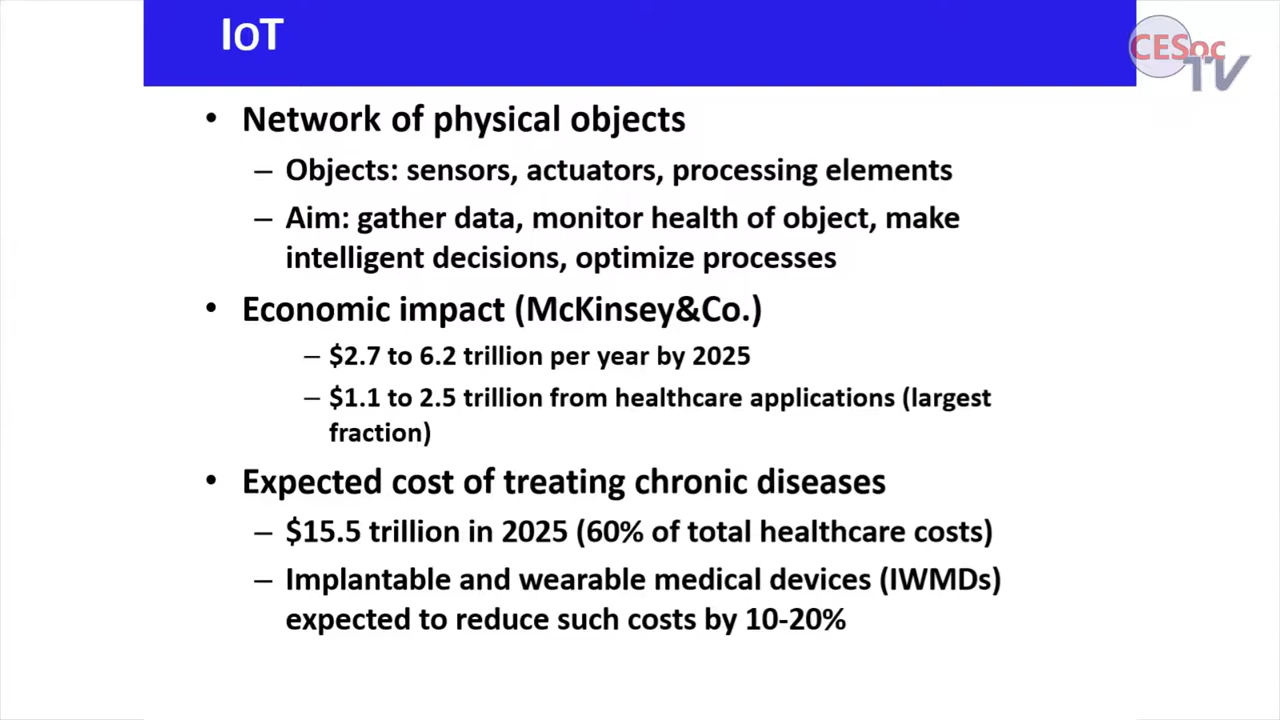 IoT
CESoc
TV
• Network of physical objects
– Objects: sensors, actuators, processing elements
– Aim: gather data, monitor health of object, make
intelligent decisions, optimize processes
• Economic impact (McKinsey&Co.)
– $2.7 to 6.2 trillion per year by 2025
– $1.1 to 2.5 trillion from healthcare applications (largest
fraction)
• Expected cost of treating chronic diseases
– $15.5 trillion in 2025 (60% of total healthcare costs)
– Implantable and wearable medical devices (IWMDs)
expected to reduce such costs by 10-20%